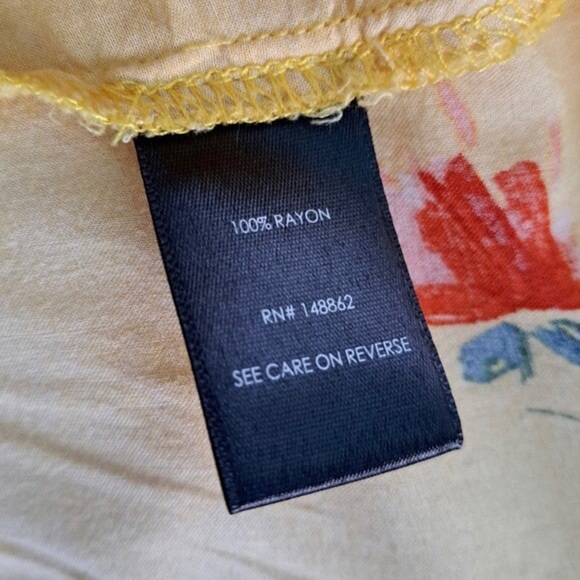 100% RAYON
RN# 148862
SEE CARE ON REVERSE